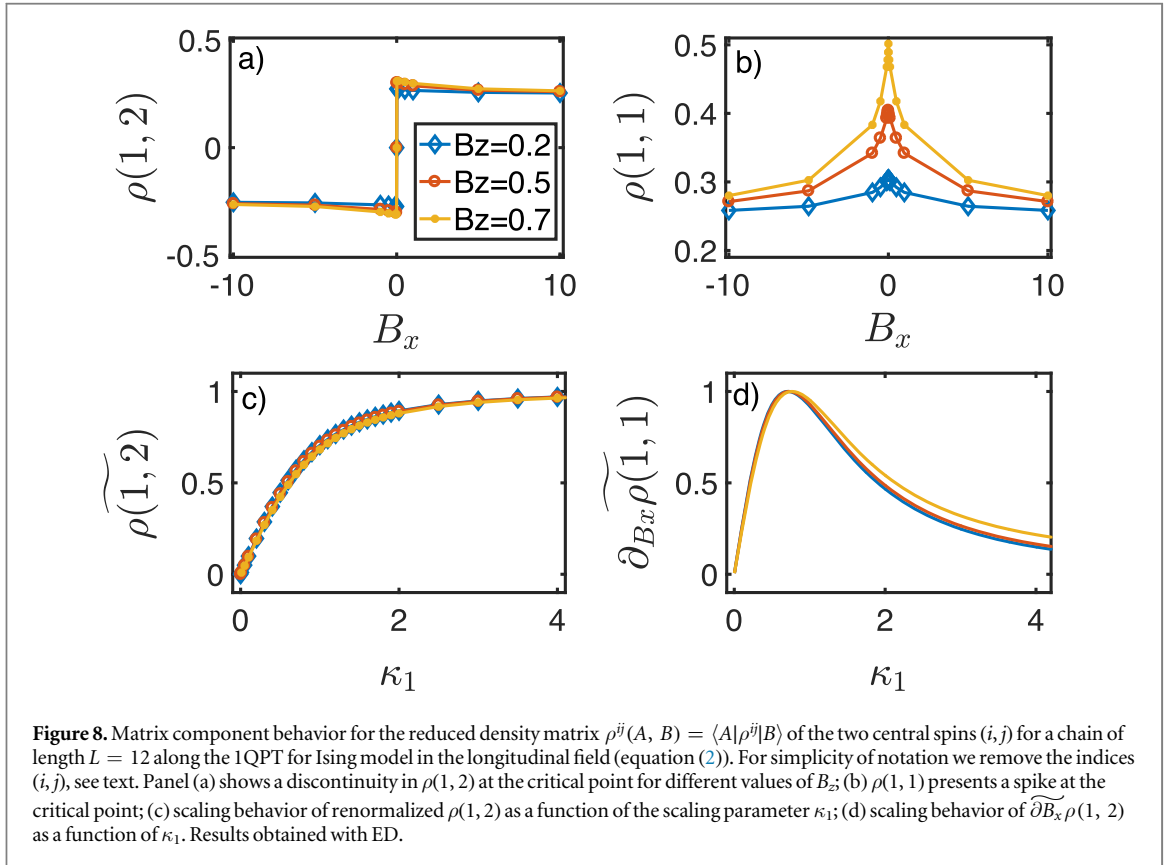 a)
ρ(1, 2)
0.5
0
-0.5
-10 0 10
B_x
Bz=0.2
Bz=0.5
Bz=0.7
b)
ρ(1, 1)
0.5
0.4
0.3
0.2
-10 0 10
B_x
c)
\widetilde{ρ(1, 2)}
1
0.5
0
0 2 4
κ₁
d)
\widetilde{∂_{Bx}ρ}(1, 1)
1
0.5
0
0 2 4
κ₁
Figure 8. Matrix component behavior for the reduced density matrix ρ^{ij}(A, B) = ⟨A|ρ^{ij}|B⟩ of the two central spins (i, j) for a chain of
length L = 12 along the 1QPT for Ising model in the longitudinal field (equation (2)). For simplicity of notation we remove the indices
(i, j), see text. Panel (a) shows a discontinuity in ρ(1, 2) at the critical point for different values of B_z; (b) ρ(1, 1) presents a spike at the
critical point; (c) scaling behavior of renormalized ρ(1, 2) as a function of the scaling parameter κ₁; (d) scaling behavior of \widetilde{∂B_x}ρ(1, 2)
as a function of κ₁. Results obtained with ED.